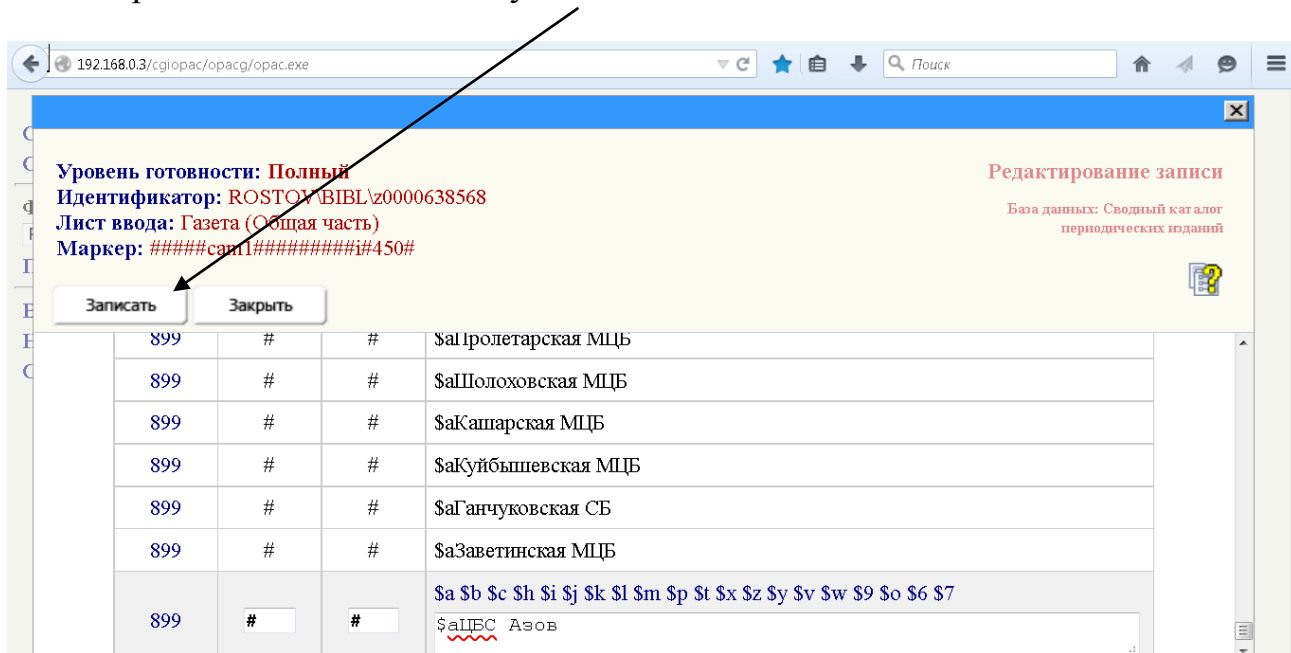 192.168.0.3/cgiopac/opacg/opac.exe
Поиск
Уровень готовности: Полный
Идентификатор: ROSTOV\BIBL\z0000638568
Лист ввода: Газета (Общая часть)
Маркер: #####cam1#########i#450#
Редактирование записи
База данных: Сводный каталог
периодических изданий
Записать Закрыть
899 # # $aПролетарская МЦБ
899 # # $aШолоховская МЦБ
899 # # $aКашарская МЦБ
899 # # $aКуйбышевская МЦБ
899 # # $aГанчуковская СБ
899 # # $aЗаветинская МЦБ
$a $b $c $h $i $j $k $l $m $p $t $x $z $y $v $w $9 $o $6 $7
899 # # $aЦБС Азов